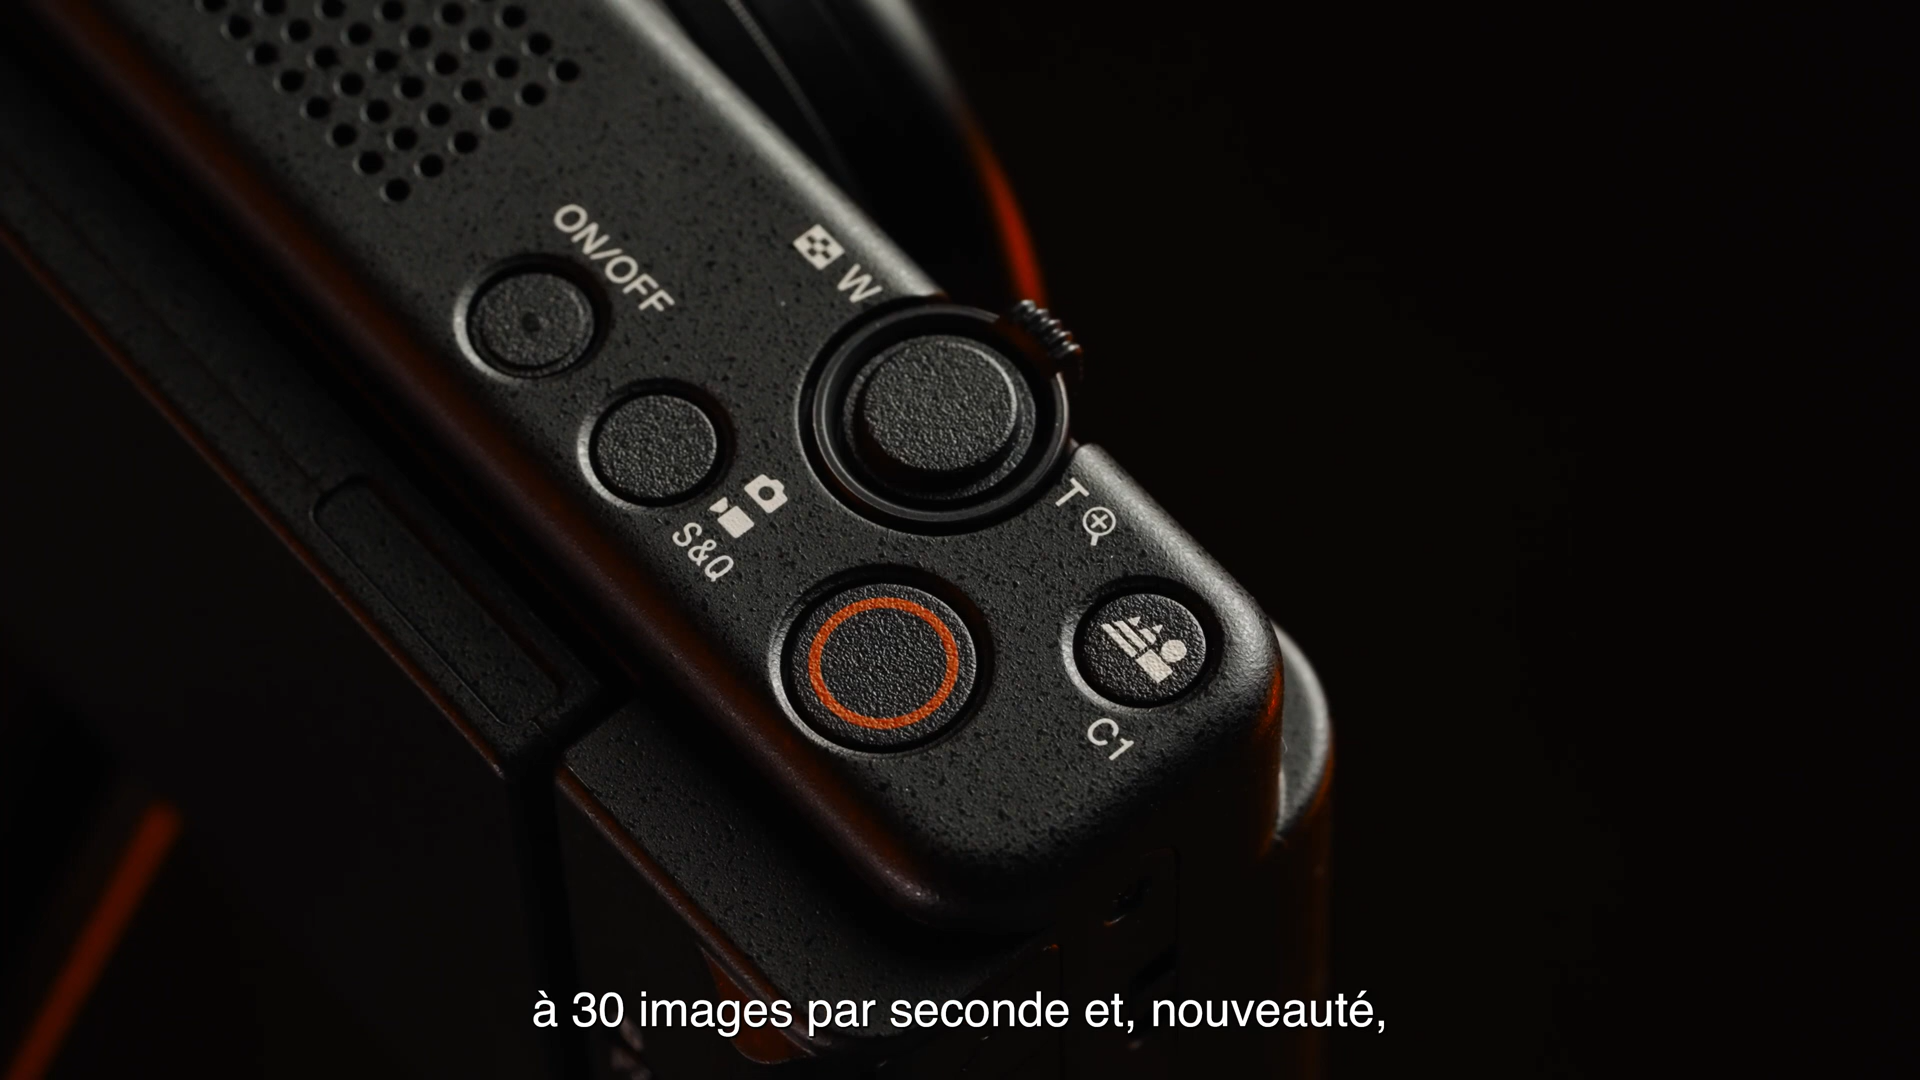 ON/OFF
W
T
S&Q
C1
à 30 images par seconde et, nouveauté,